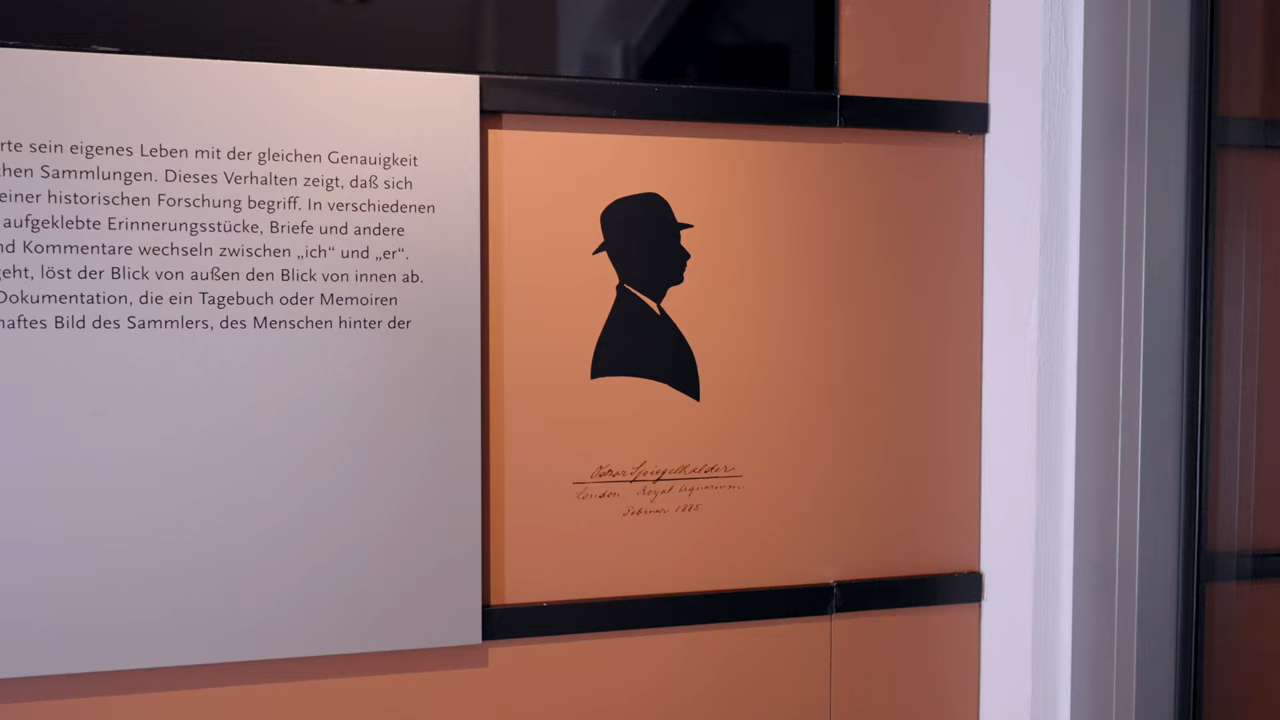 rte sein eigenes Leben mit der gleichen Genauigkeit
chen Sammlungen. Dieses Verhalten zeigt, daß sich
einer historischen Forschung begriff. In verschiedenen
aufgeklebte Erinnerungsstücke, Briefe und andere
nd Kommentare wechseln zwischen „ich“ und „er“.
geht, löst der Blick von außen den Blick von innen ab.
Dokumentation, die ein Tagebuch oder Memoiren
haftes Bild des Sammlers, des Menschen hinter der
Oskar Spiegelhalder
London. Royal Aquarium.
Februar 1885